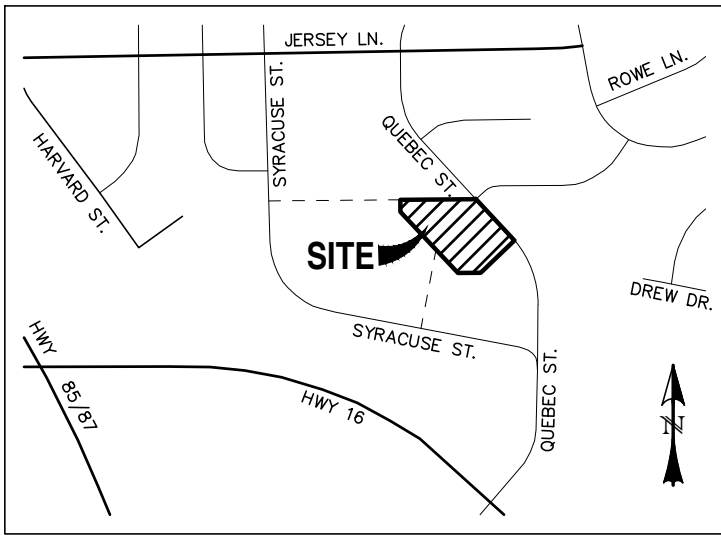 JERSEY LN.
ROWE LN.
SYRACUSE ST.
QUEBEC ST.
HARVARD ST.
SITE
DREW DR.
SYRACUSE ST.
HWY
85/87
HWY 16
QUEBEC ST.
N